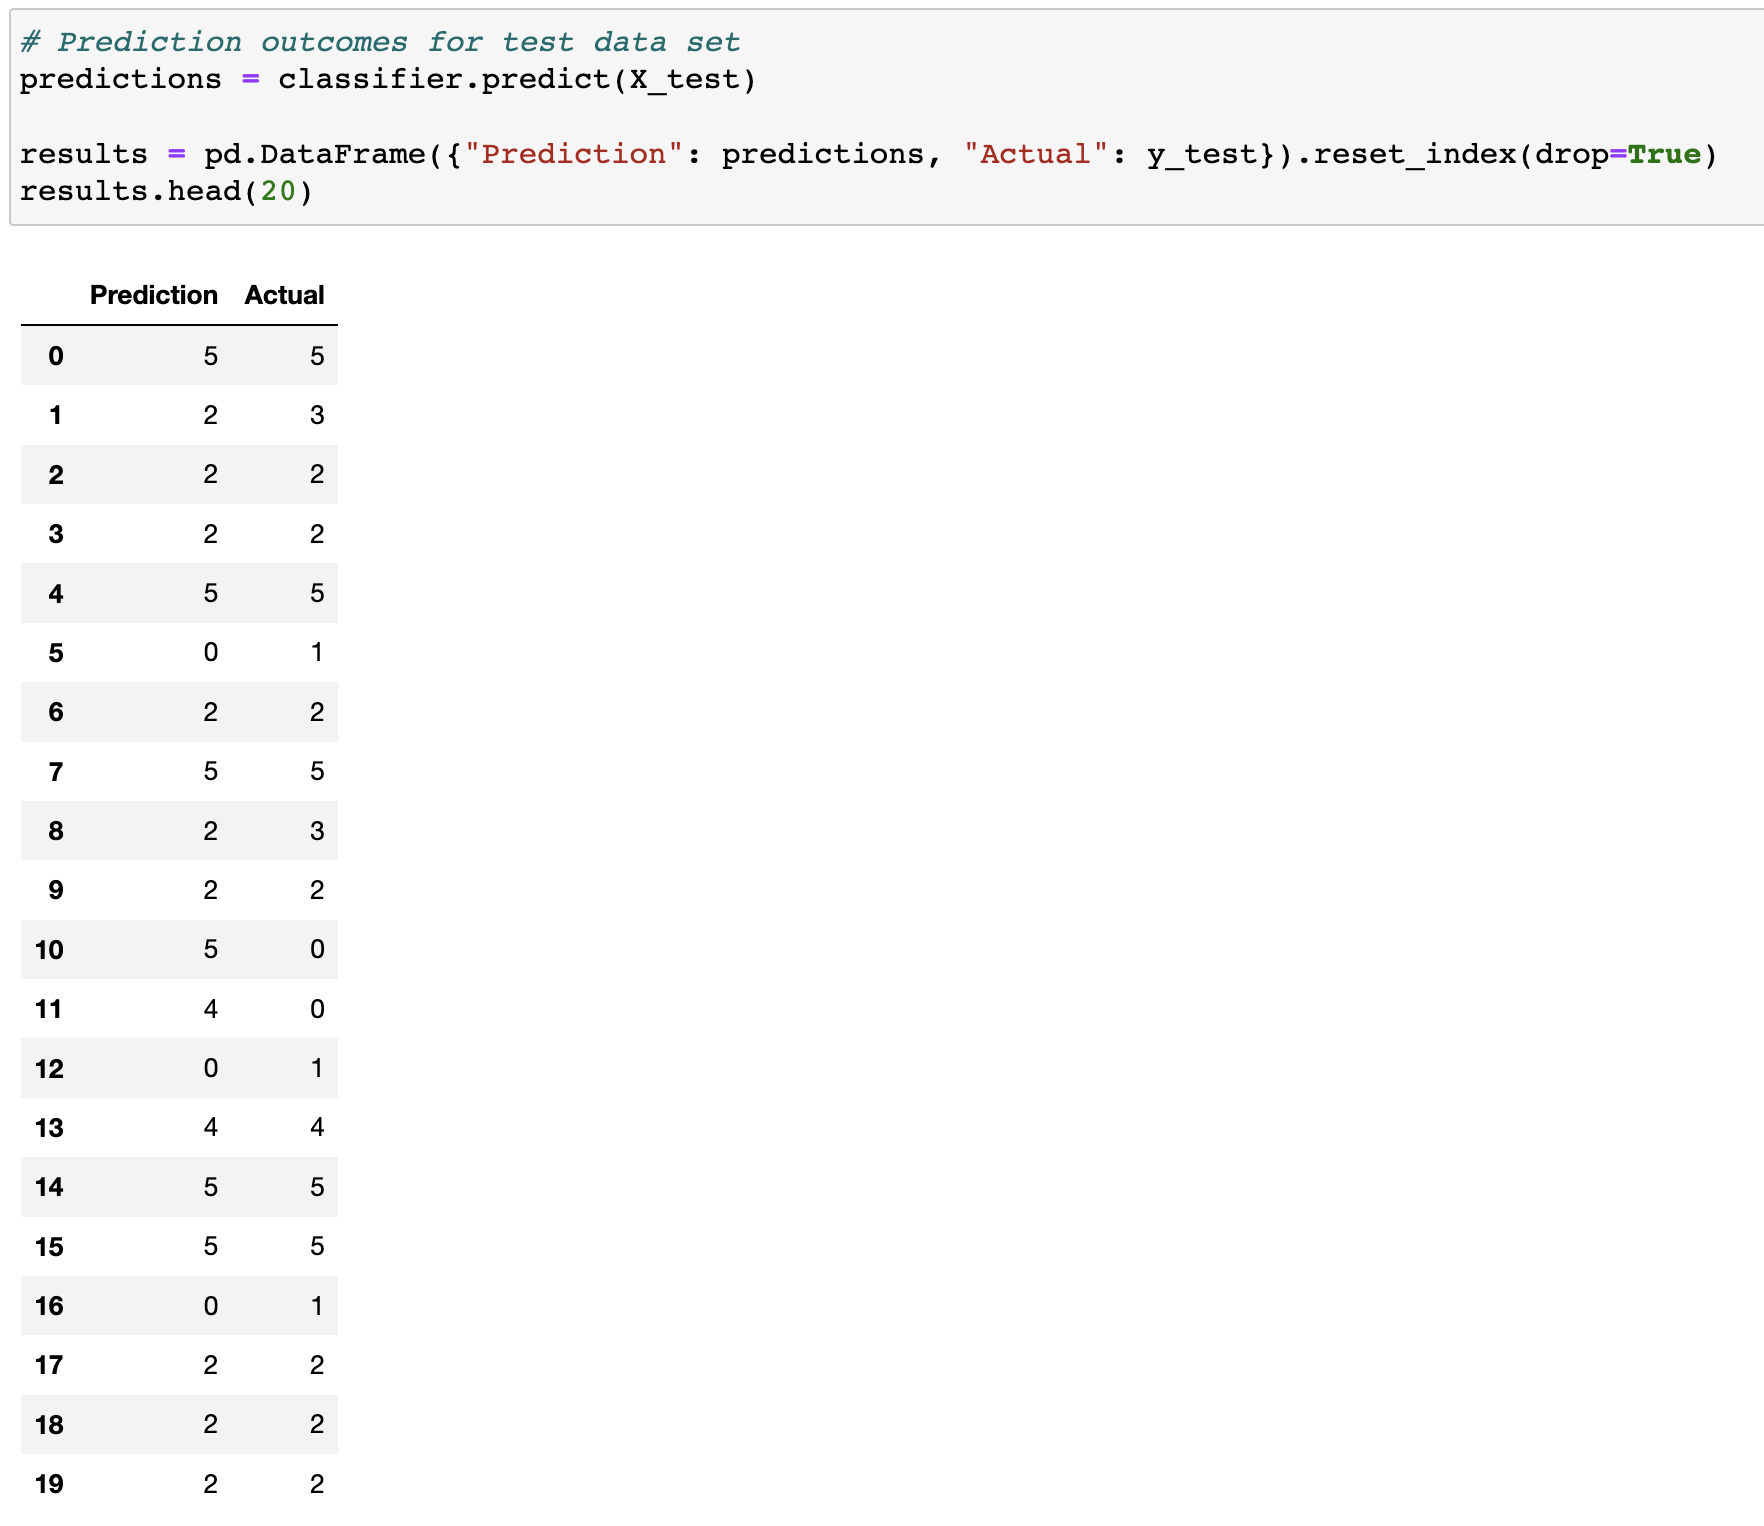 # Prediction outcomes for test data set
predictions = classifier.predict(X_test)
results = pd.DataFrame({"Prediction": predictions, "Actual": y_test}).reset_index(drop=True)
results.head(20)
Prediction Actual
0 5 5
1 2 3
2 2 2
3 2 2
4 5 5
5 0 1
6 2 2
7 5 5
8 2 3
9 2 2
10 5 0
11 4 0
12 0 1
13 4 4
14 5 5
15 5 5
16 0 1
17 2 2
18 2 2
19 2 2